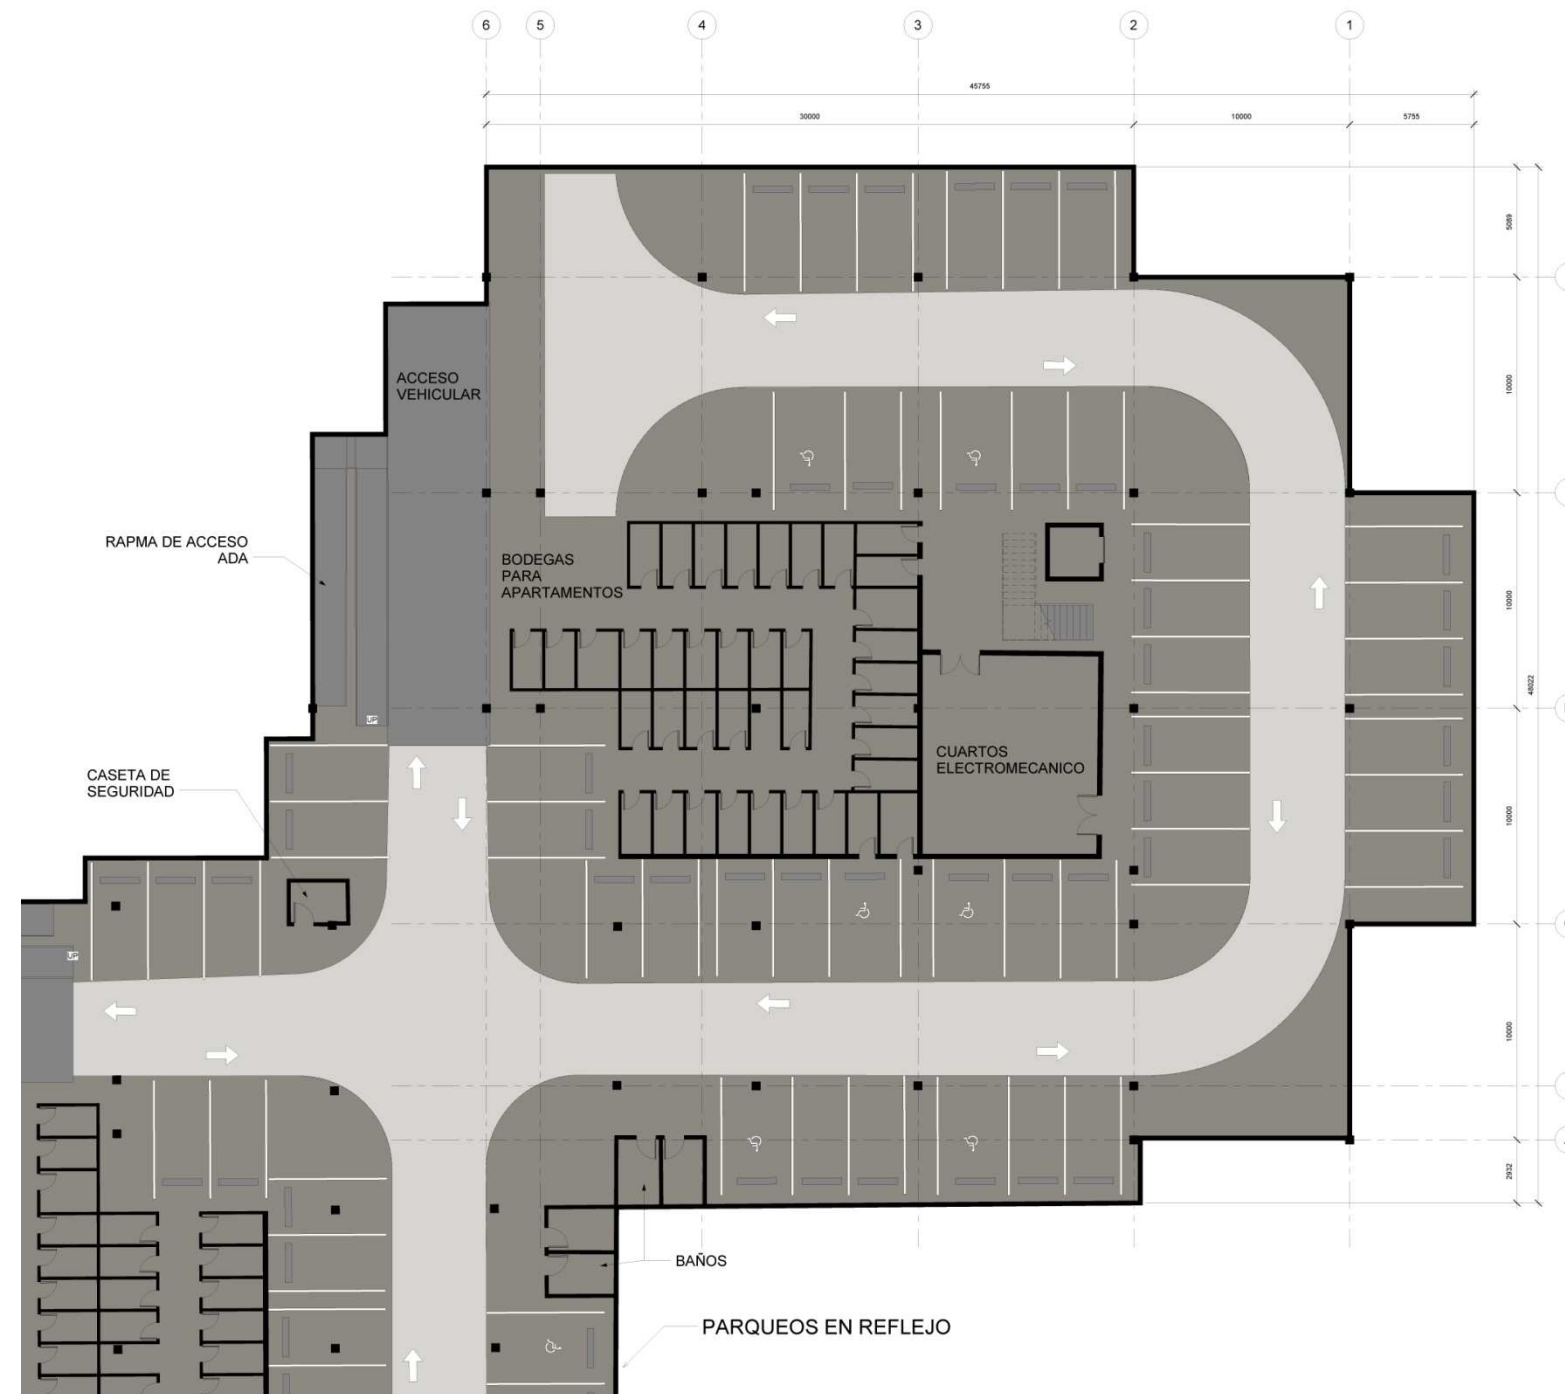 6
5
4
3
2
1
45755
30000
10000
5755
5089
10000
10000
10000
10000
2932
48022
ACCESO
VEHICULAR
RAPMA DE ACCESO
ADA
BODEGAS
PARA
APARTAMENTOS
UP
CUARTOS
ELECTROMECANICO
CASETA DE
SEGURIDAD
UP
BAÑOS
PARQUEOS EN REFLEJO